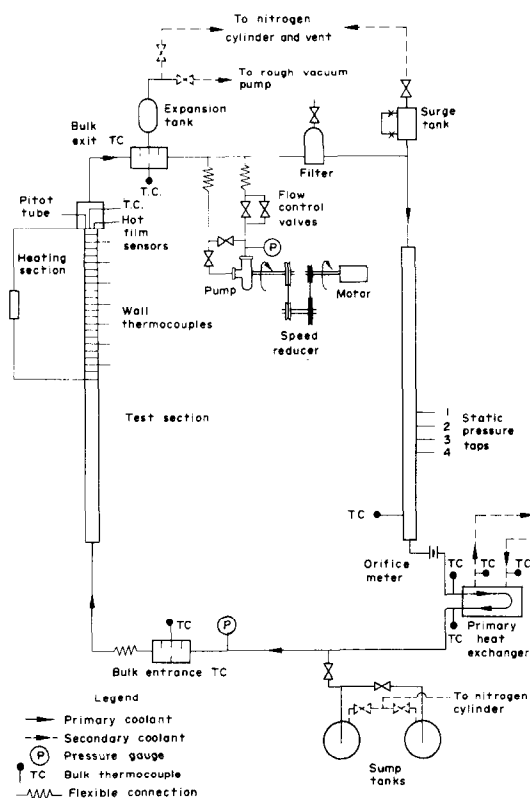 To nitrogen
cylinder and vent
To rough vacuum
pump
Expansion
tank
Surge
tank
Bulk
exit TC
T.C.
Filter
Pitot
tube
T.C.
Hot
film
sensors
Flow
control
valves
Heating
section
P
Pump
Motor
Wall
thermocouples
Speed
reducer
Test section
1
2
3
4
Static
pressure
taps
TC
Orifice
meter
TC
TC
TC
TC
Primary
heat
exchanger
TC
P
Bulk entrance TC
To nitrogen
cylinder
Sump
tanks
Legend
Primary coolant
Secondary coolant
P Pressure gauge
TC Bulk thermocouple
Flexible connection